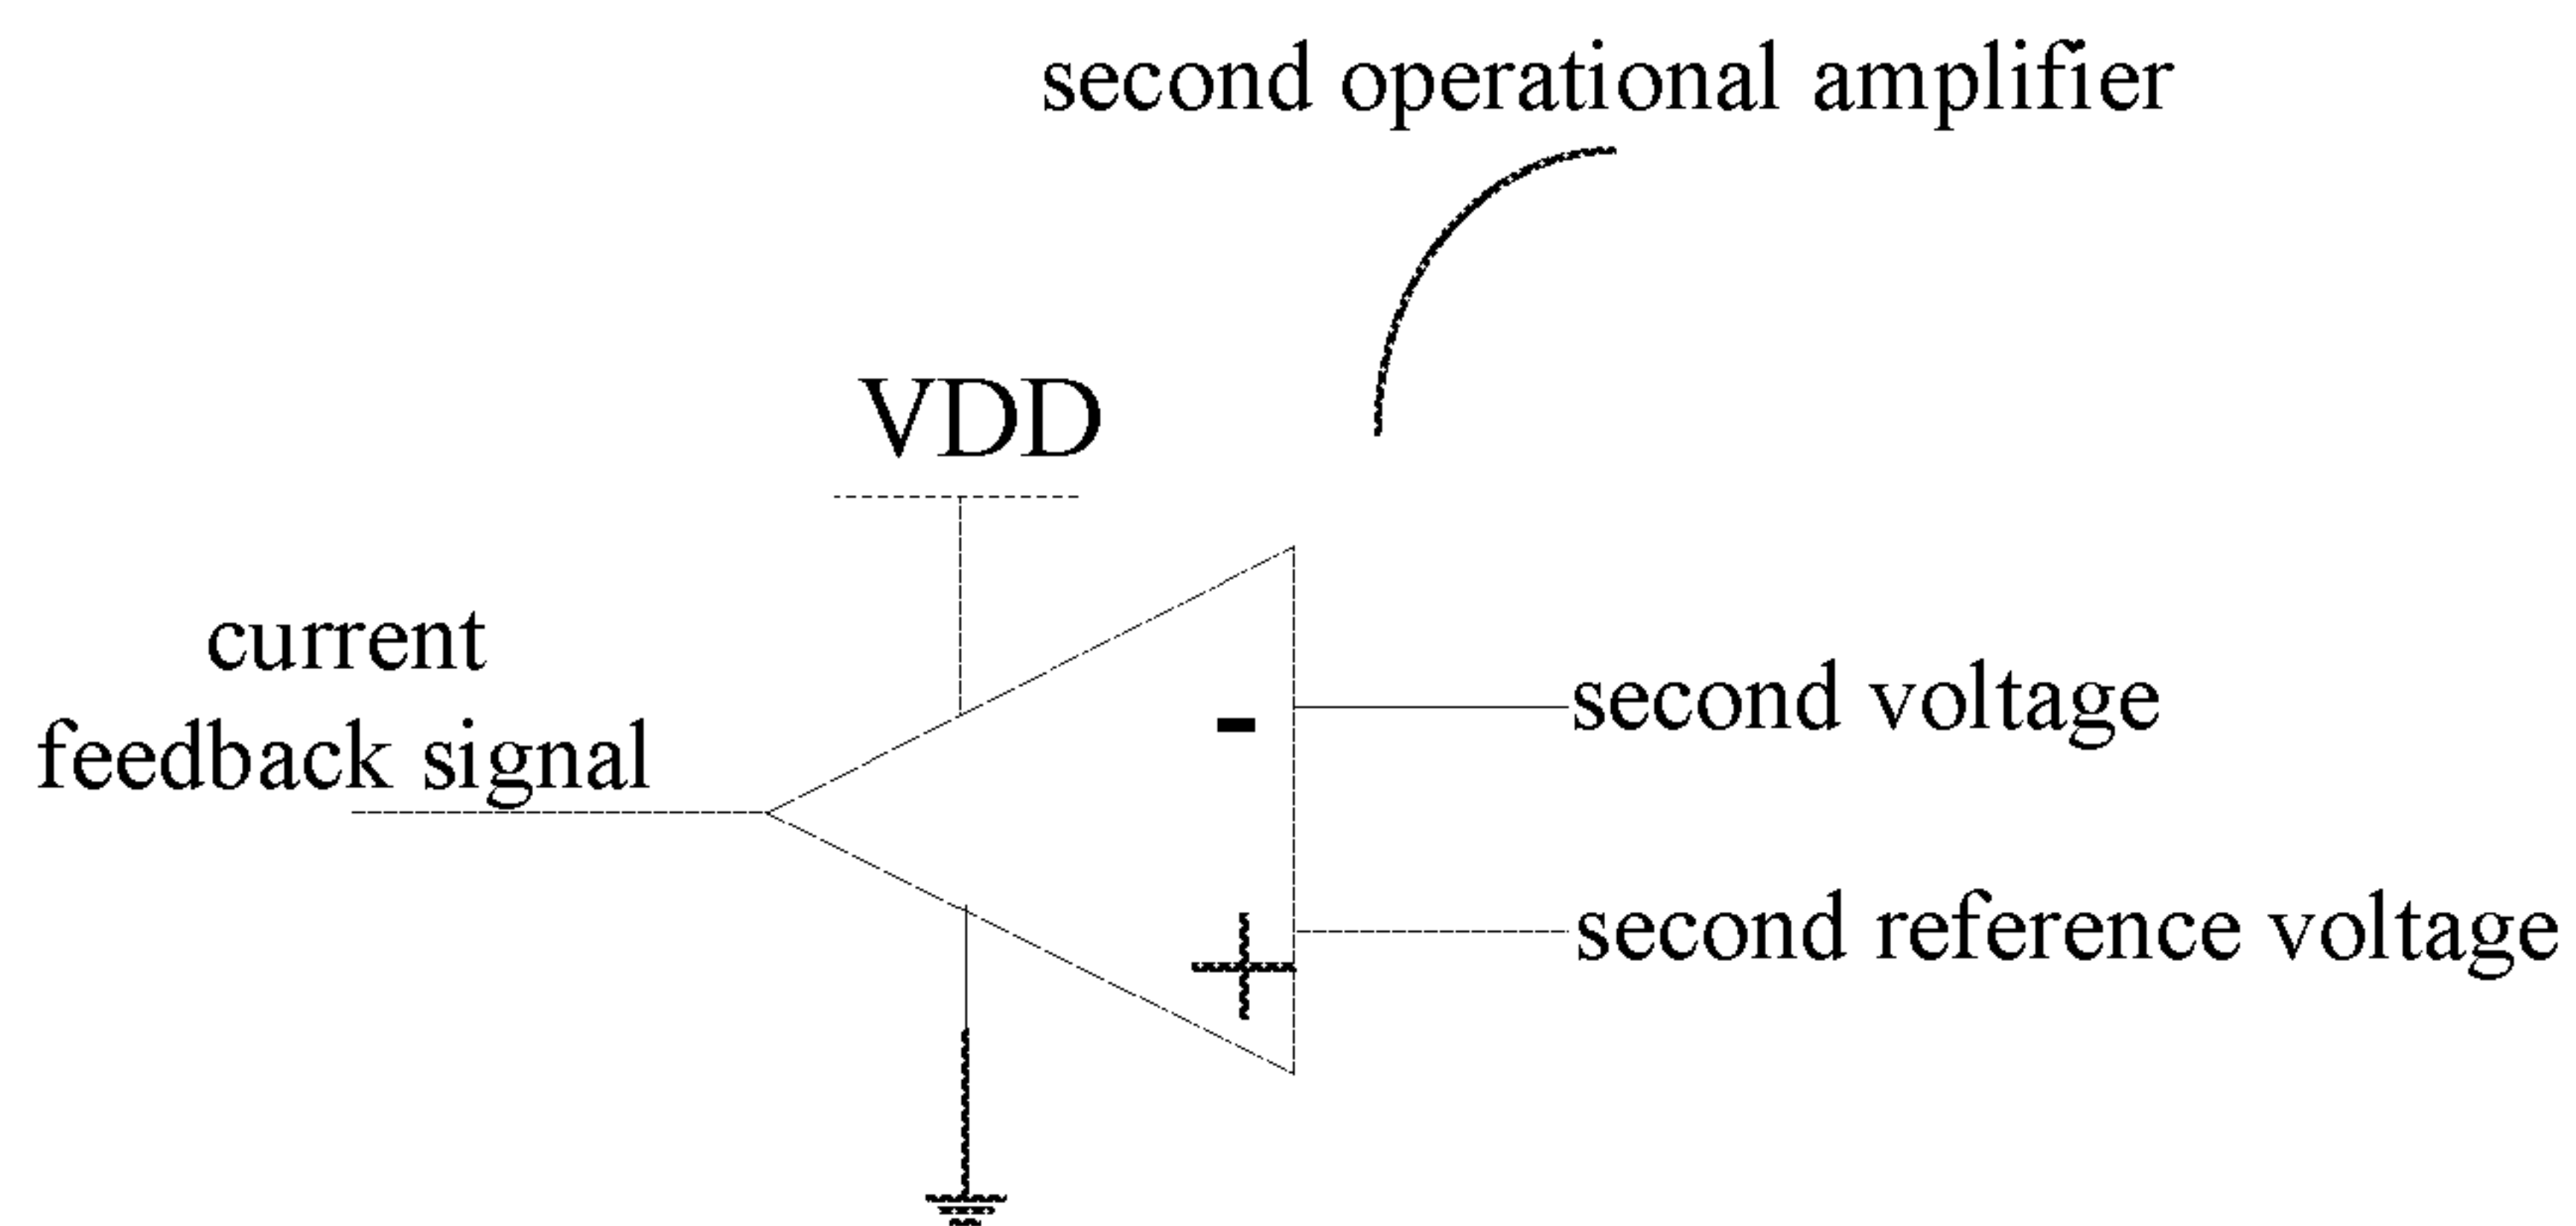 second operational amplifier
VDD
current
feedback signal
-
second voltage
+
second reference voltage